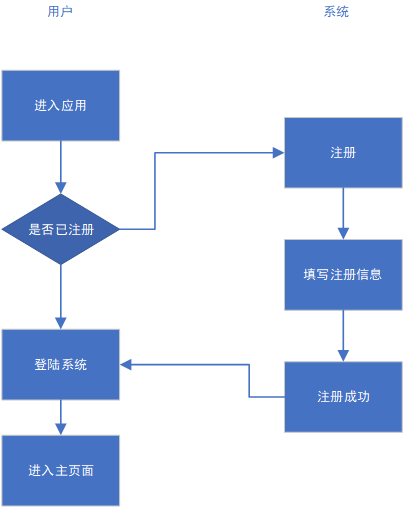 用户
系统
进入应用
注册
是否已注册
填写注册信息
登陆系统
注册成功
进入主页面